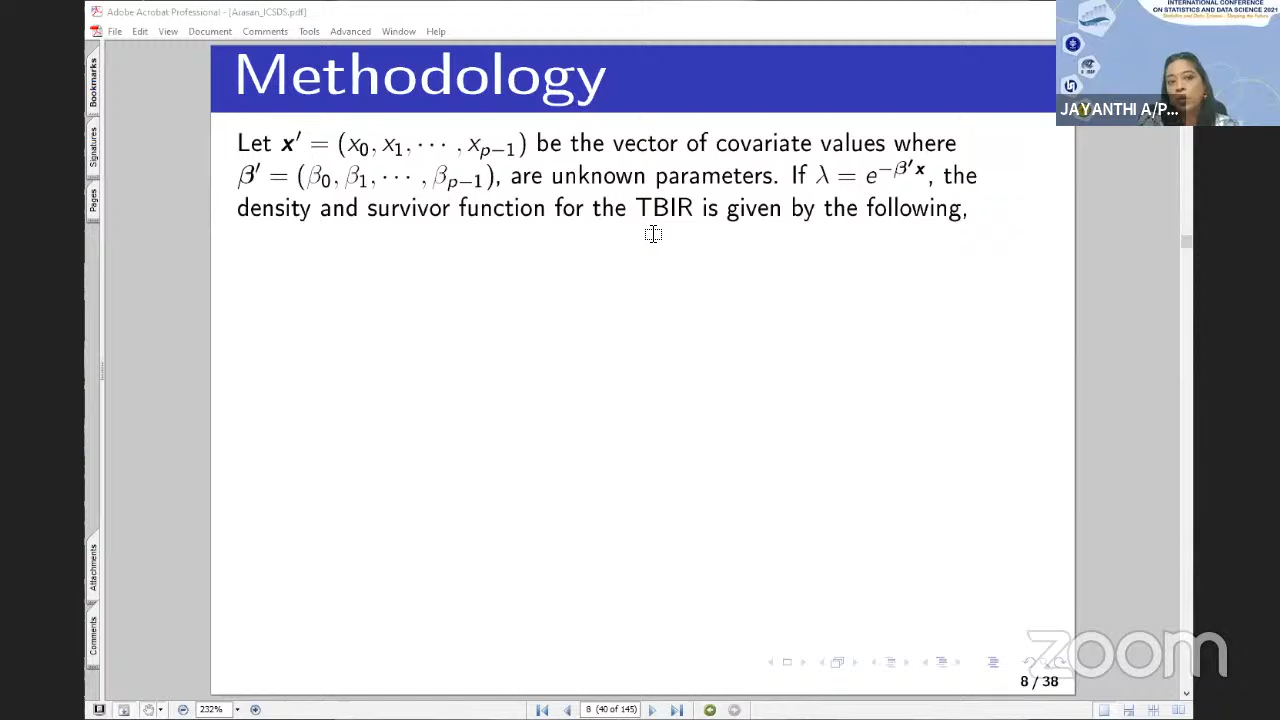 Adobe Acrobat Professional - [Arasan_ICSDS.pdf]
File Edit View Document Comments Tools Advanced Window Help
INTERNATIONAL CONFERENCE
ON STATISTICS AND DATA SCIENCE 2021
JAYANTHI A/P...
Bookmarks
Signatures
Pages
Attachments
Comments
Methodology
Let x′ = (x₀, x₁, ⋯ , xₚ₋₁) be the vector of covariate values where
β′ = (β₀, β₁, ⋯ , βₚ₋₁), are unknown parameters. If λ = e^{−β′x}, the
density and survivor function for the TBIR is given by the following,
zoom
8 / 38
232%
8 (40 of 145)